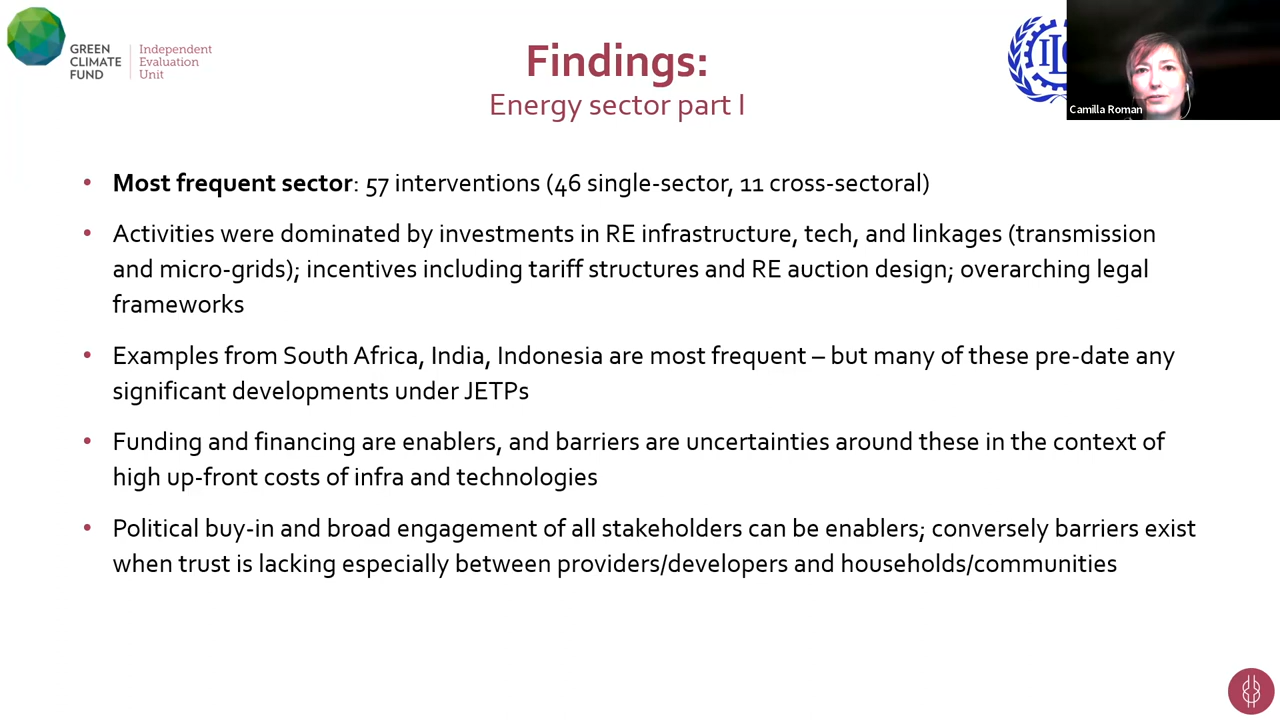 GREEN
CLIMATE
FUND
Independent
Evaluation
Unit
Findings:
Energy sector part I
IL
Camilla Roman
• Most frequent sector: 57 interventions (46 single-sector, 11 cross-sectoral)
• Activities were dominated by investments in RE infrastructure, tech, and linkages (transmission
and micro-grids); incentives including tariff structures and RE auction design; overarching legal
frameworks
• Examples from South Africa, India, Indonesia are most frequent – but many of these pre-date any
significant developments under JETPs
• Funding and financing are enablers, and barriers are uncertainties around these in the context of
high up-front costs of infra and technologies
• Political buy-in and broad engagement of all stakeholders can be enablers; conversely barriers exist
when trust is lacking especially between providers/developers and households/communities